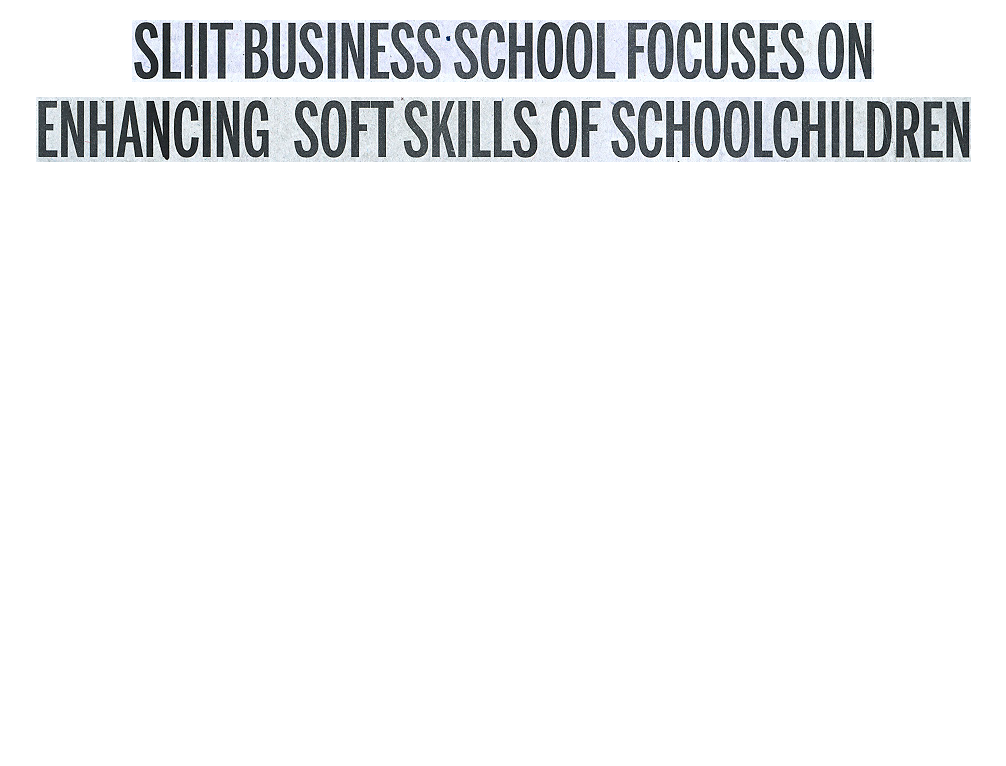 SLIIT BUSINESS SCHOOL FOCUSES ON
ENHANCING SOFT SKILLS OF SCHOOLCHILDREN